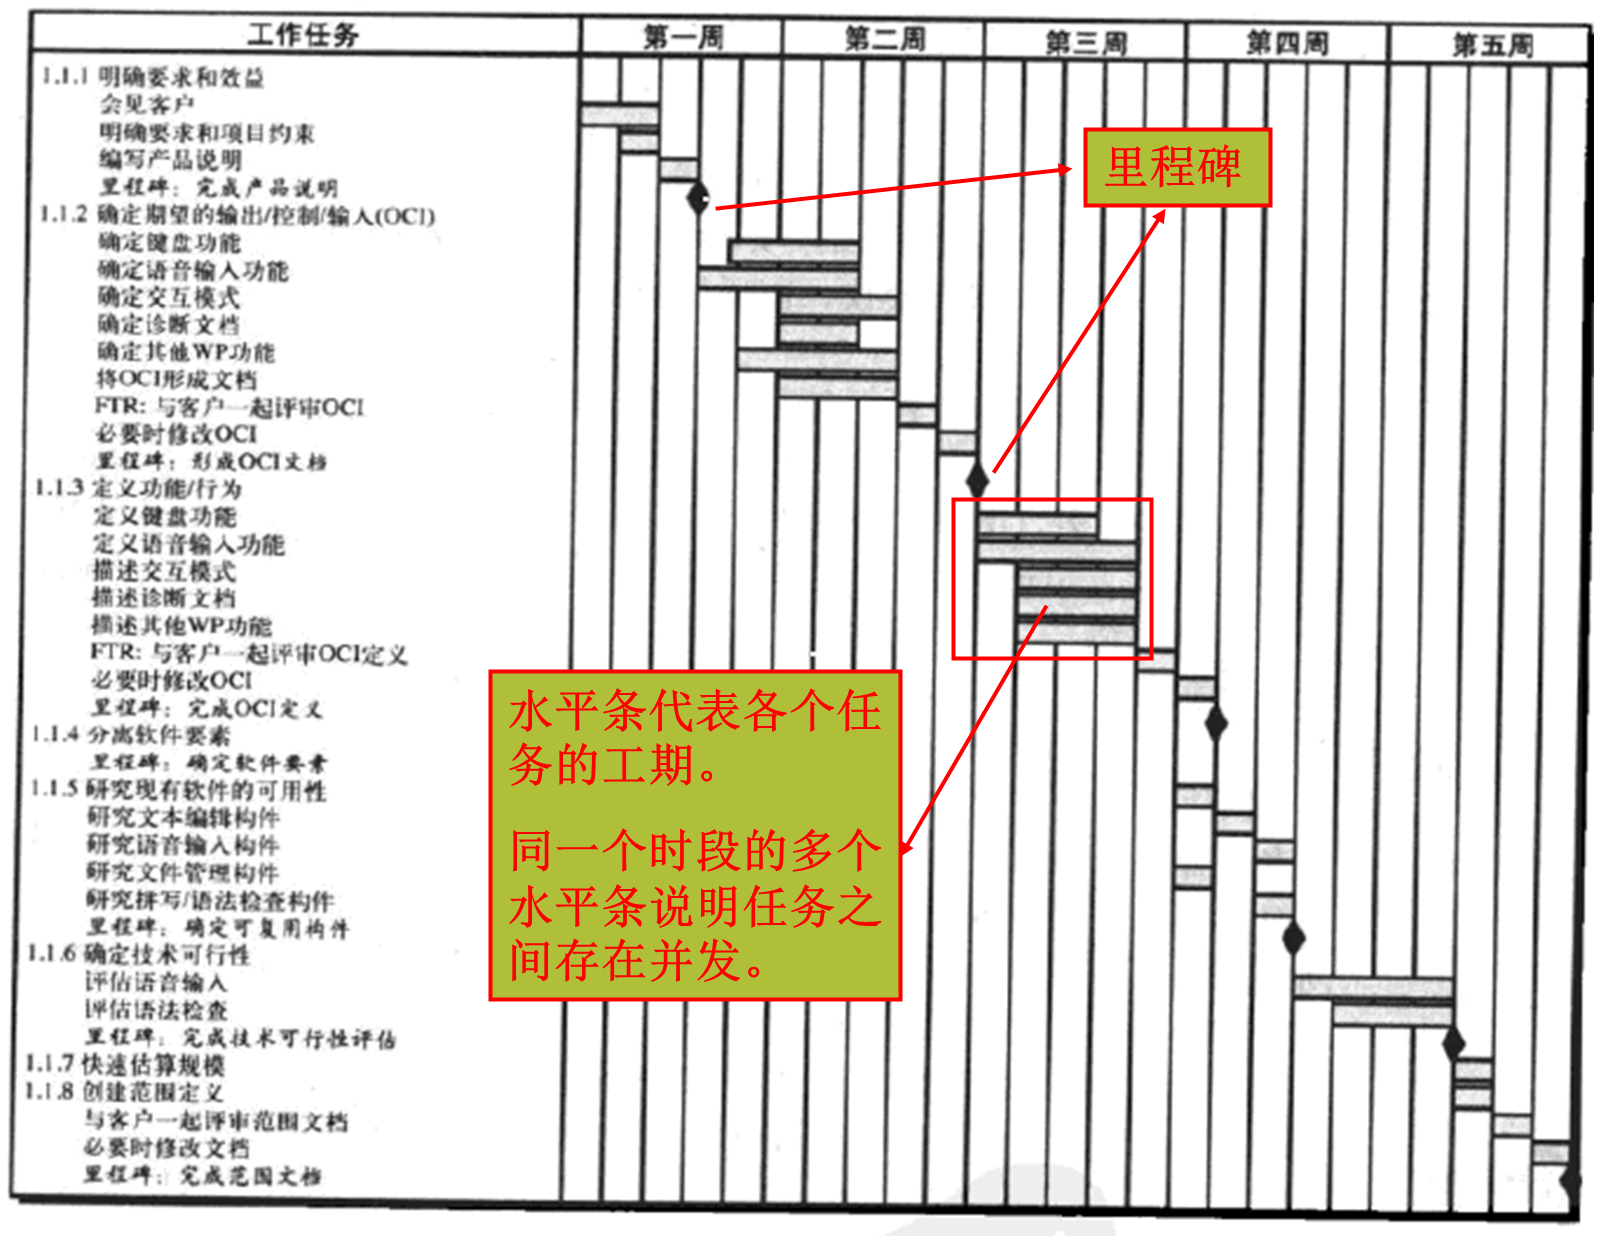 工作任务 第一周 第二周 第三周 第四周 第五周
1.1.1 明确要求和效益
会见客户
明确要求和项目约束
编写产品说明
里程碑：完成产品说明
1.1.2 确定期望的输出/控制/输入(OCI)
确定键盘功能
确定语音输入功能
确定交互模式
确定诊断文档
确定其他WP功能
将OCI形成文档
FTR: 与客户一起评审OCI
必要时修改OCI
里程碑：形成OCI文档
1.1.3 定义功能/行为
定义键盘功能
定义语音输入功能
描述交互模式
描述诊断文档
描述其他WP功能
FTR: 与客户一起评审OCI定义
必要时修改OCI
里程碑：完成OCI定义
1.1.4 分离软件要素
里程碑：确定软件要素
1.1.5 研究现有软件的可用性
研究文本编辑构件
研究语音输入构件
研究文件管理构件
研究拼写/语法检查构件
里程碑：确定可复用构件
1.1.6 确定技术可行性
评估语音输入
评估语法检查
里程碑：完成技术可行性评估
1.1.7 快速估算规模
1.1.8 创建范围定义
与客户一起评审范围文档
必要时修改文档
里程碑：完成范围文档
里程碑
水平条代表各个任
务的工期。
同一个时段的多个
水平条说明任务之
间存在并发。